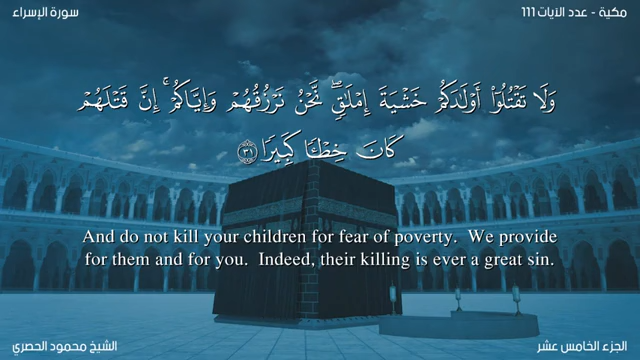 سورة الإسراء
مكية - عدد الآيات 111
وَلَا تَقْتُلُوٓا۟ أَوْلَٰدَكُمْ خَشْيَةَ إِمْلَٰقٍۢ ۖ نَّحْنُ نَرْزُقُهُمْ وَإِيَّاكُمْ ۚ إِنَّ قَتْلَهُمْ
كَانَ خِطْـًۭٔا كَبِيرًۭا ٣١
And do not kill your children for fear of poverty. We provide
for them and for you. Indeed, their killing is ever a great sin.
الشيخ محمود الحصري
الجزء الخامس عشر